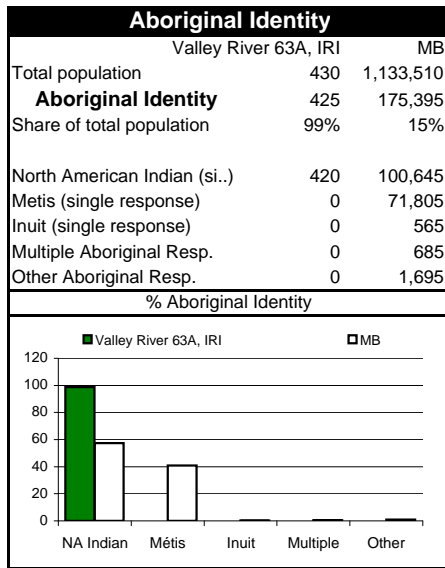 Aboriginal Identity
Valley River 63A, IRI MB
Total population 430 1,133,510
Aboriginal Identity 425 175,395
Share of total population 99% 15%
North American Indian (si..) 420 100,645
Metis (single response) 0 71,805
Inuit (single response) 0 565
Multiple Aboriginal Resp. 0 685
Other Aboriginal Resp. 0 1,695
% Aboriginal Identity
Valley River 63A, IRI MB
120
100
80
60
40
20
0
NA Indian Métis Inuit Multiple Other